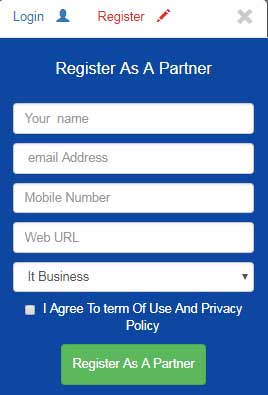 Login Register
Register As A Partner
Your name
email Address
Mobile Number
Web URL
It Business
I Agree To term Of Use And Privacy
Policy
Register As A Partner